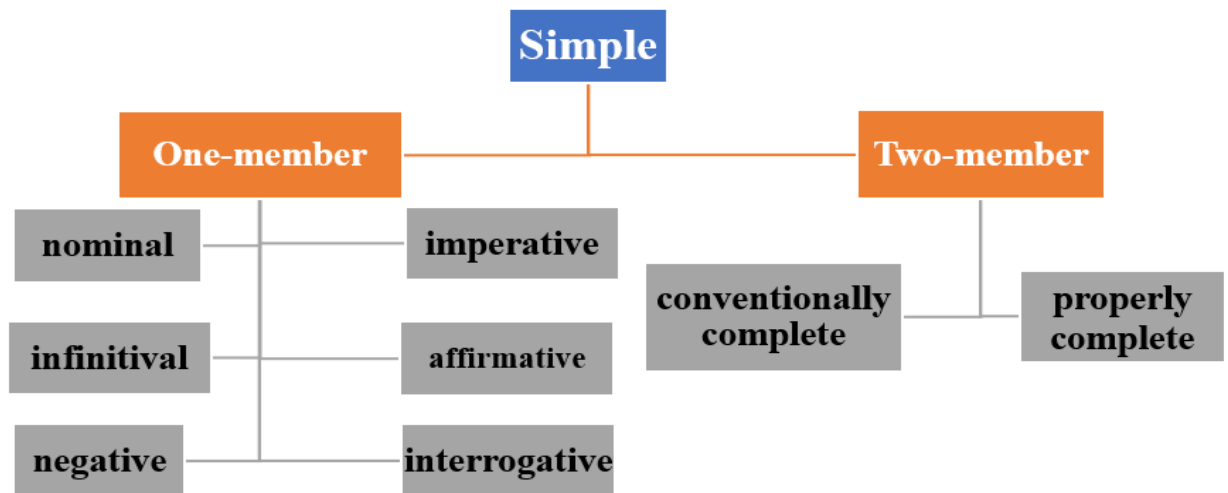 Simple
One-member
Two-member
nominal
imperative
infinitival
affirmative
negative
interrogative
conventionally
complete
properly
complete